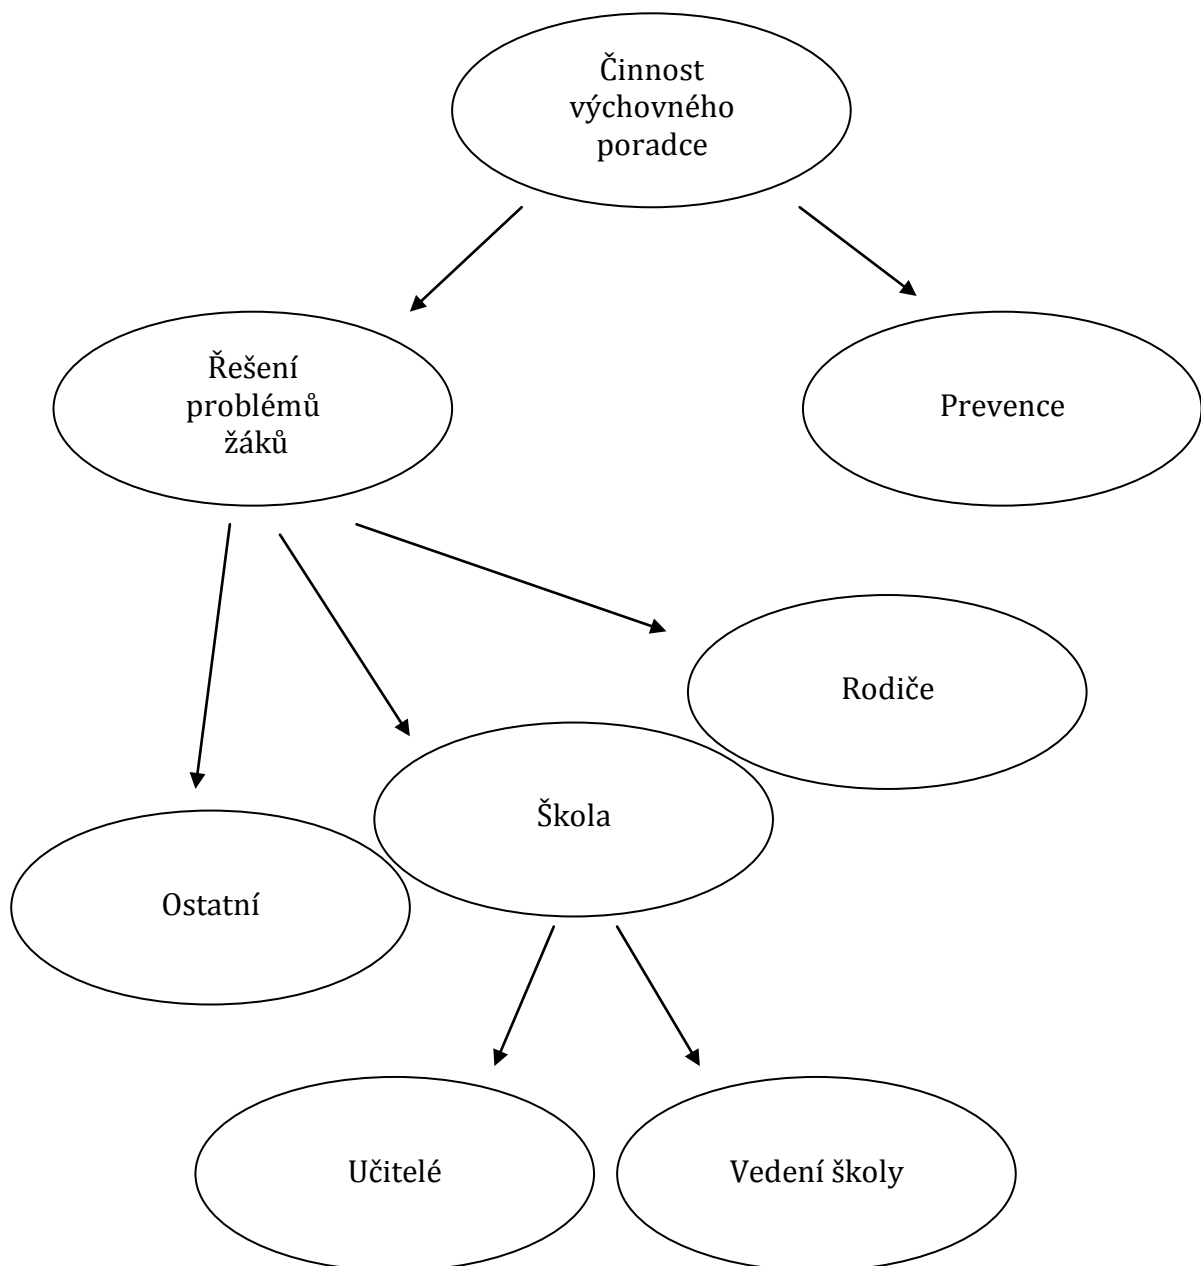 Činnost
výchovného
poradce
Řešení
problémů
žáků
Prevence
Rodiče
Škola
Ostatní
Učitelé
Vedení školy